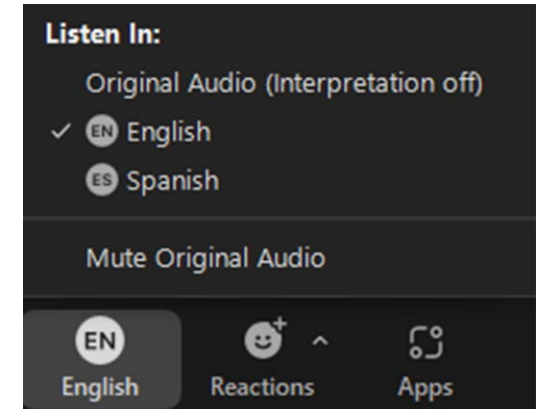 Listen In:
Original Audio (Interpretation off)
EN English
ES Spanish
Mute Original Audio
EN
English Reactions Apps